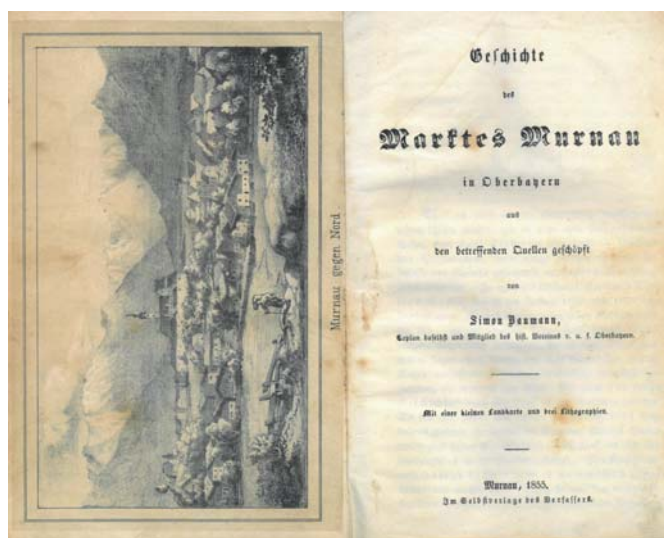 Murnau gegen Nord.
Geschichte
des
Marktes Murnau
in Oberbayern
aus
den betreffenden Quellen geschöpft
von
Simon Baumann,
Caplan daselbst und Mitglied des hist. Vereines v. u. f. Oberbayern.
Mit einer kleinen Landkarte und drei Lithographien.
Murnau, 1855.
Im Selbstverlage des Verfassers.